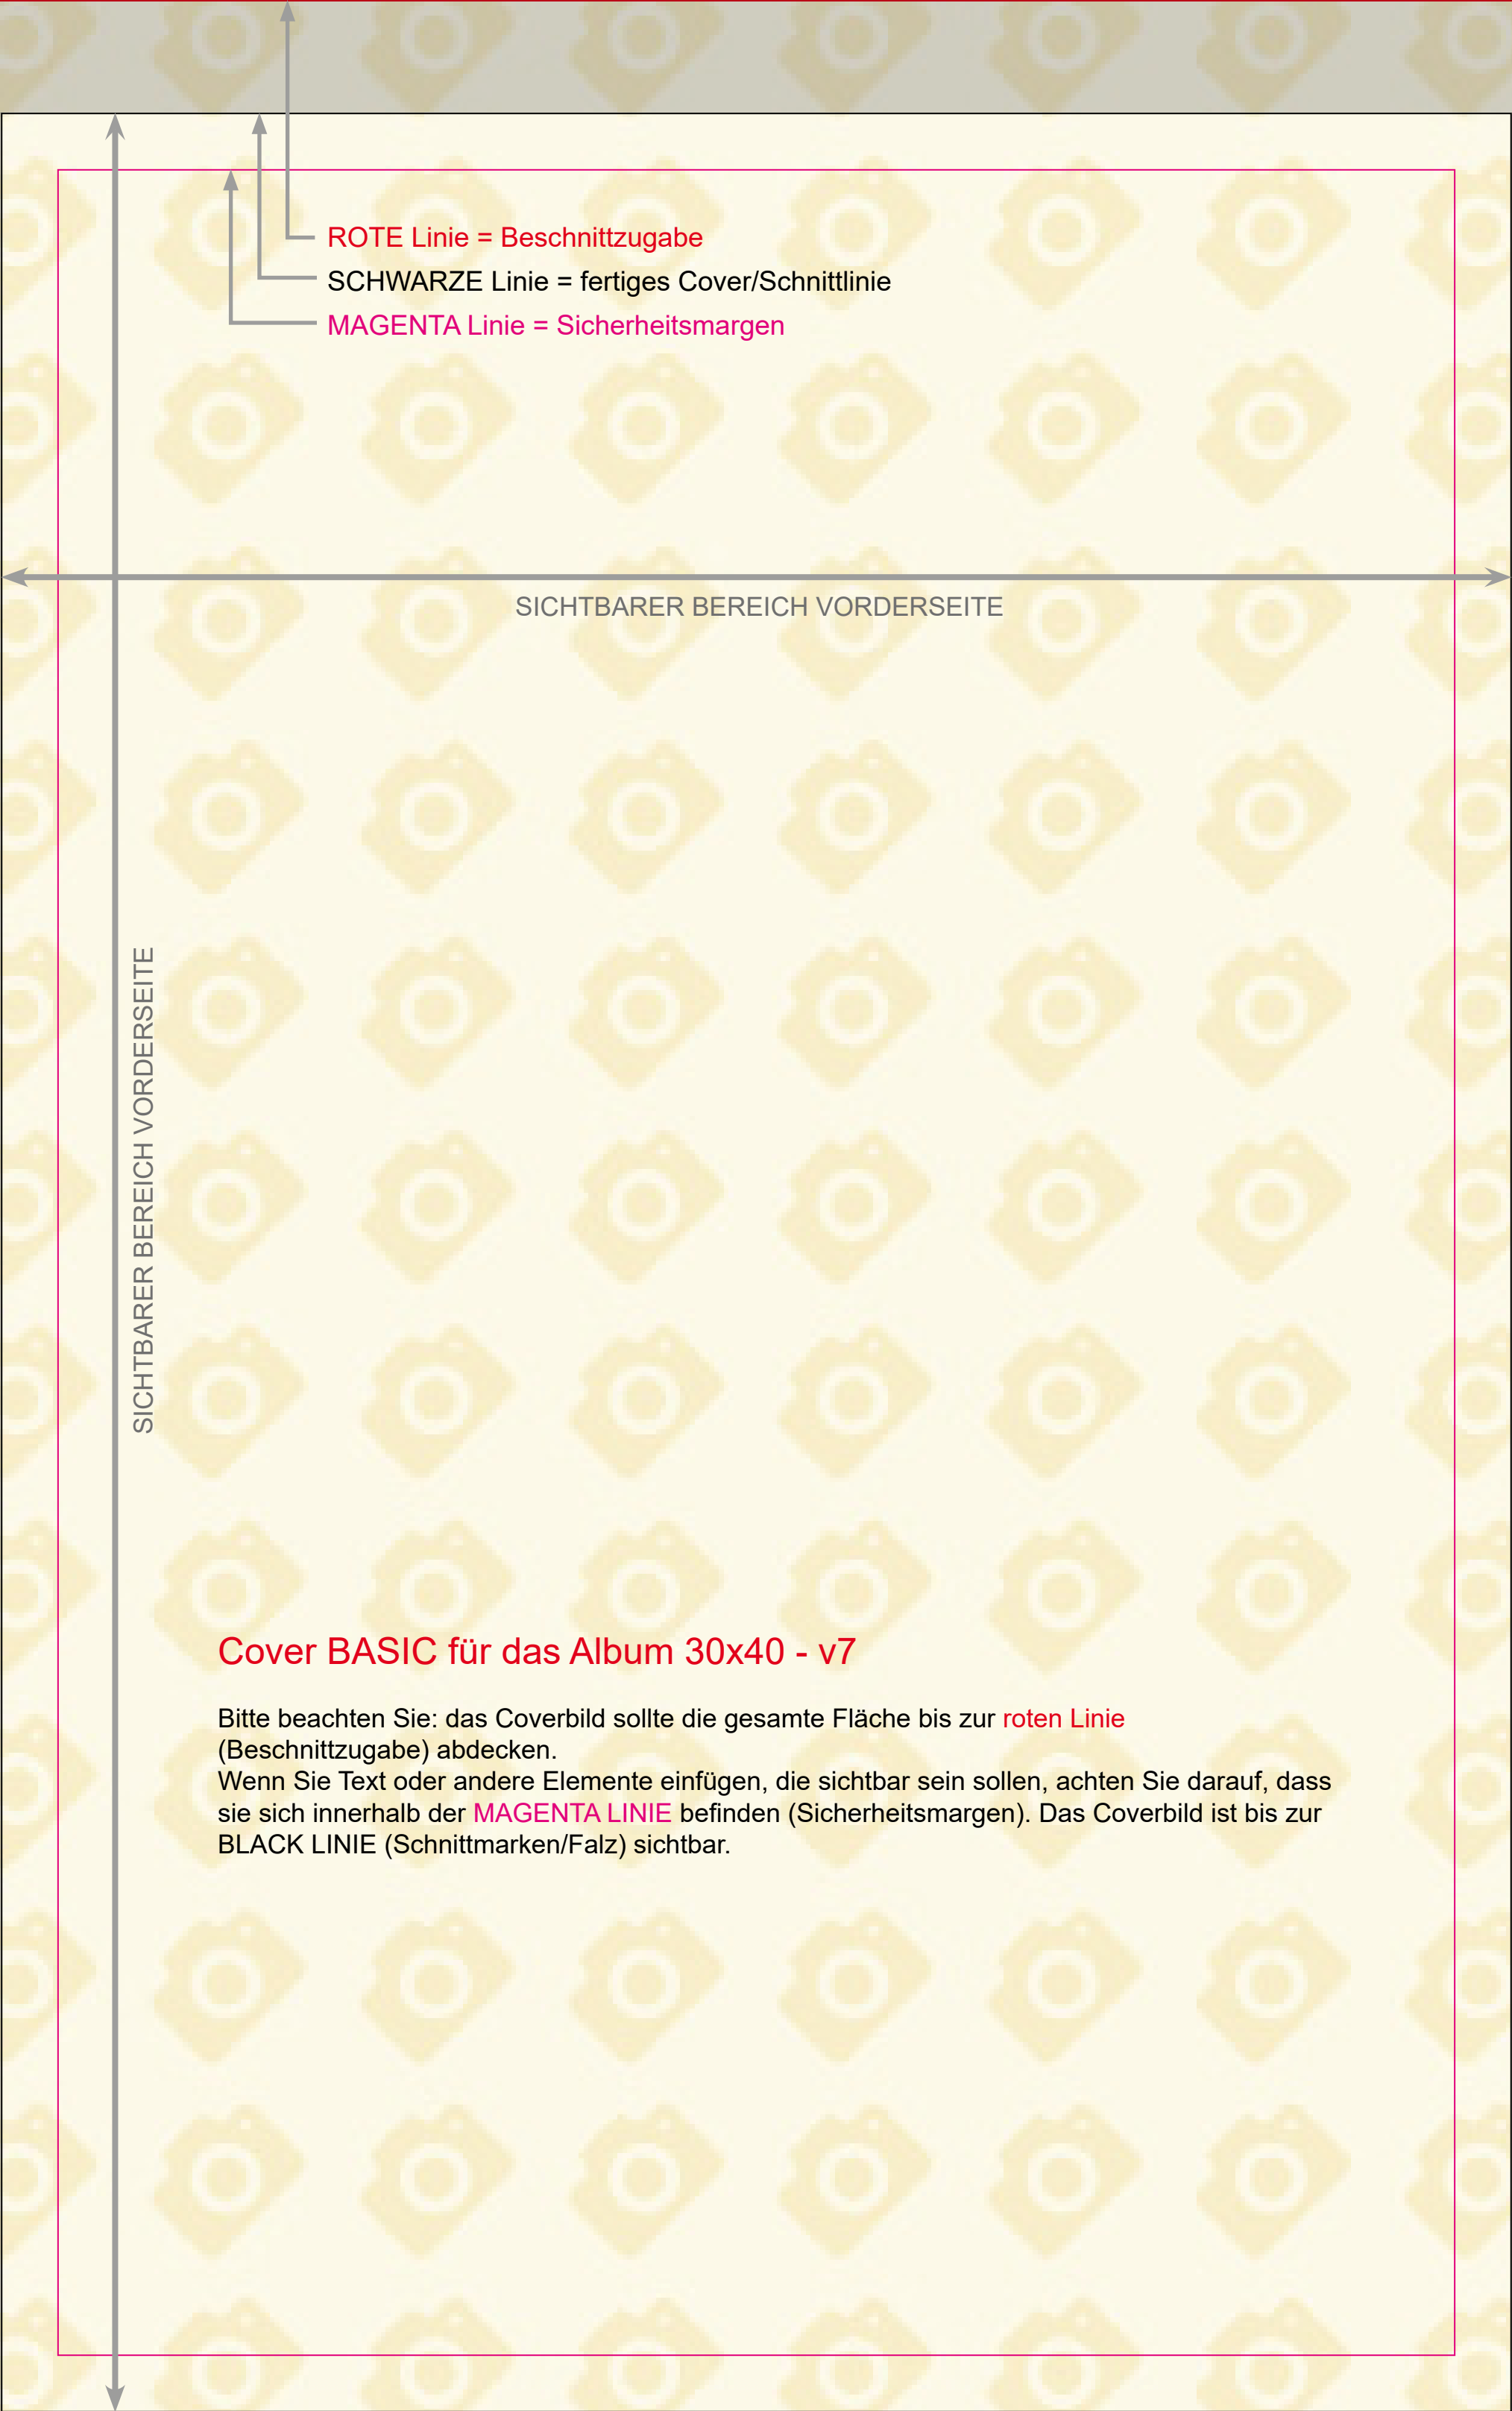 ROTE Linie = Beschnittzugabe
SCHWARZE Linie = fertiges Cover/Schnittlinie
MAGENTA Linie = Sicherheitsmargen
SICHTBARER BEREICH VORDERSEITE
SICHTBARER BEREICH VORDERSEITE
Cover BASIC für das Album 30x40 - v7
Bitte beachten Sie: das Coverbild sollte die gesamte Fläche bis zur roten Linie
(Beschnittzugabe) abdecken.
Wenn Sie Text oder andere Elemente einfügen, die sichtbar sein sollen, achten Sie darauf, dass
sie sich innerhalb der MAGENTA LINIE befinden (Sicherheitsmargen). Das Coverbild ist bis zur
BLACK LINIE (Schnittmarken/Falz) sichtbar.